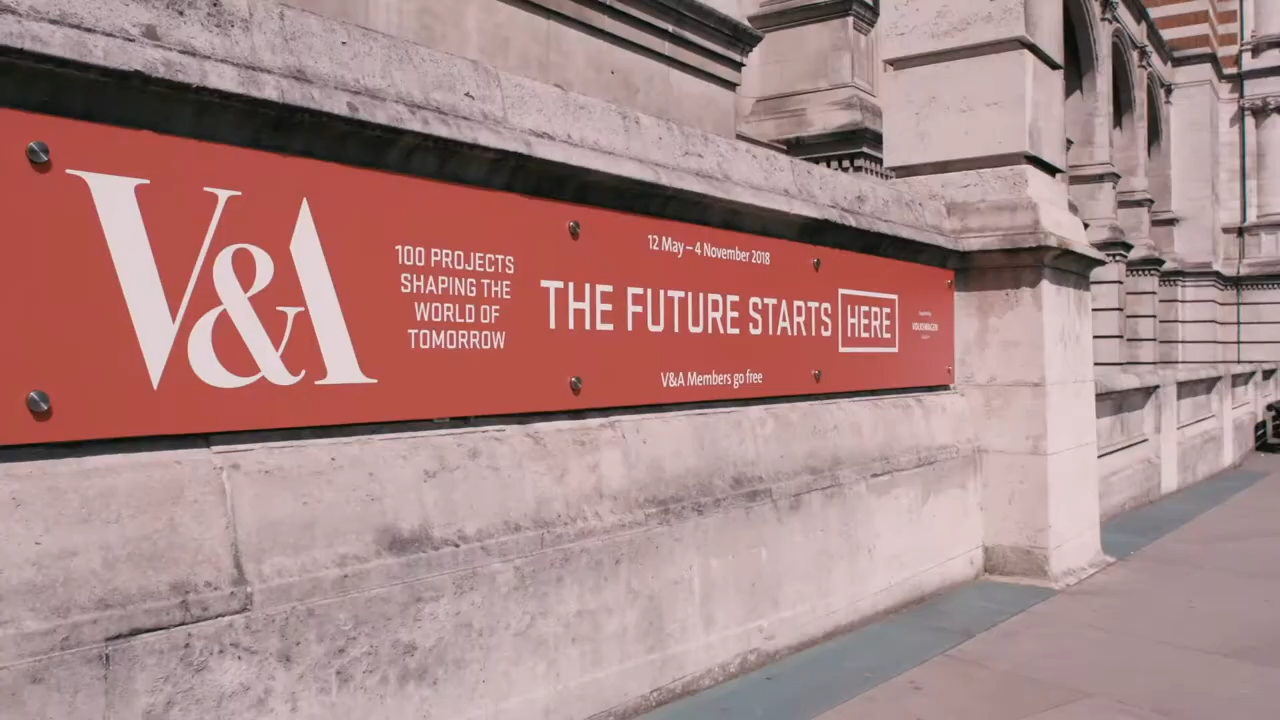 V&A
100 PROJECTS
SHAPING THE
WORLD OF
TOMORROW
12 May – 4 November 2018
THE FUTURE STARTS HERE
V&A Members go free
VOLKSWAGEN